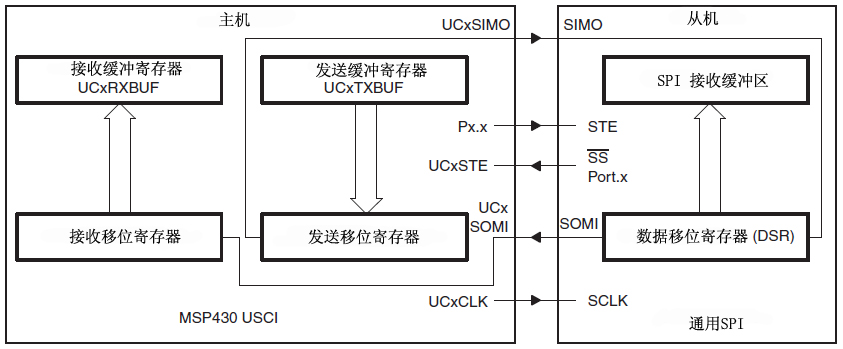 主机
从机
UCxSIMO
SIMO
接收缓冲寄存器
UCxRXBUF
发送缓冲寄存器
UCxTXBUF
SPI 接收缓冲区
Px.x
STE
UCxSTE
SS
Port.x
UCx
SOMI
SOMI
接收移位寄存器
发送移位寄存器
数据移位寄存器 (DSR)
UCxCLK
SCLK
MSP430 USCI
通用SPI